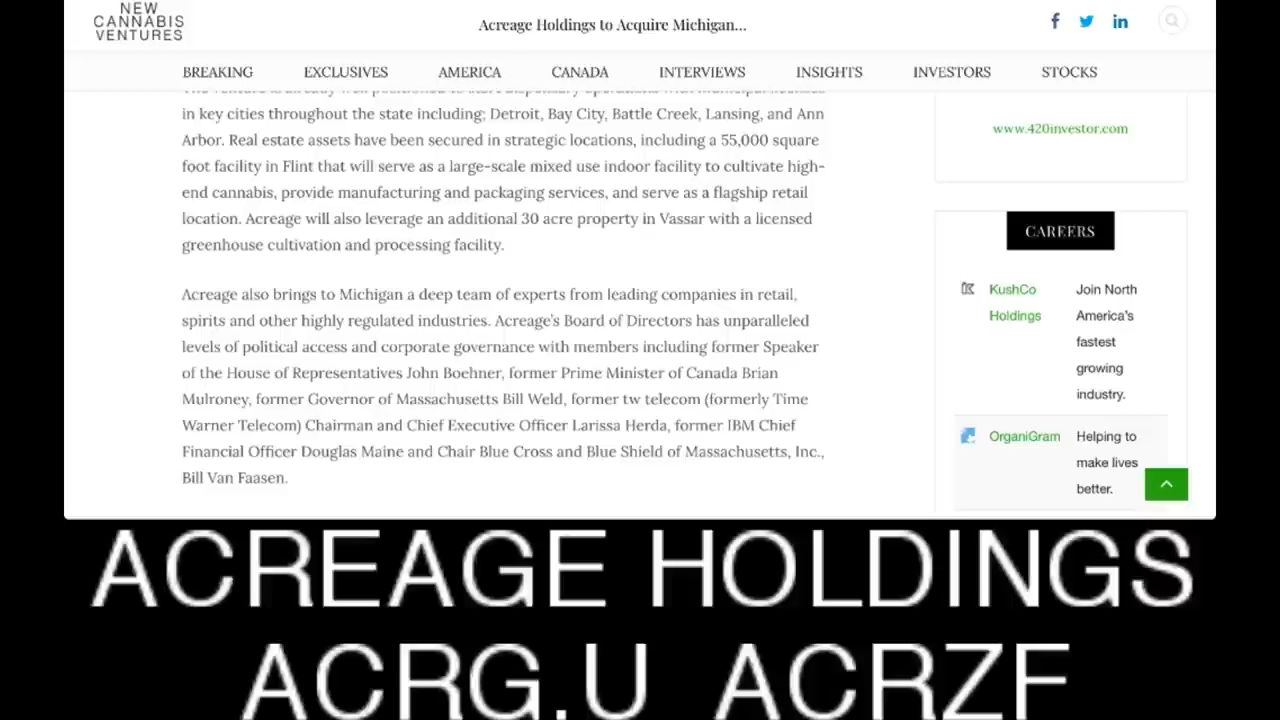 NEW
CANNABIS
VENTURES
Acreage Holdings to Acquire Michigan...
BREAKING EXCLUSIVES AMERICA CANADA INTERVIEWS INSIGHTS INVESTORS STOCKS
in key cities throughout the state including; Detroit, Bay City, Battle Creek, Lansing, and Ann
Arbor. Real estate assets have been secured in strategic locations, including a 55,000 square
foot facility in Flint that will serve as a large-scale mixed use indoor facility to cultivate high-
end cannabis, provide manufacturing and packaging services, and serve as a flagship retail
location. Acreage will also leverage an additional 30 acre property in Vassar with a licensed
greenhouse cultivation and processing facility.
Acreage also brings to Michigan a deep team of experts from leading companies in retail,
spirits and other highly regulated industries. Acreage's Board of Directors has unparalleled
levels of political access and corporate governance with members including former Speaker
of the House of Representatives John Boehner, former Prime Minister of Canada Brian
Mulroney, former Governor of Massachusetts Bill Weld, former tw telecom (formerly Time
Warner Telecom) Chairman and Chief Executive Officer Larissa Herda, former IBM Chief
Financial Officer Douglas Maine and Chair Blue Cross and Blue Shield of Massachusetts, Inc.,
Bill Van Faasen.
www.420investor.com
CAREERS
KushCo
Holdings
Join North
America's
fastest
growing
industry.
OrganiGram
Helping to
make lives
better.
ACREAGE HOLDINGS
ACRG.U ACRZF